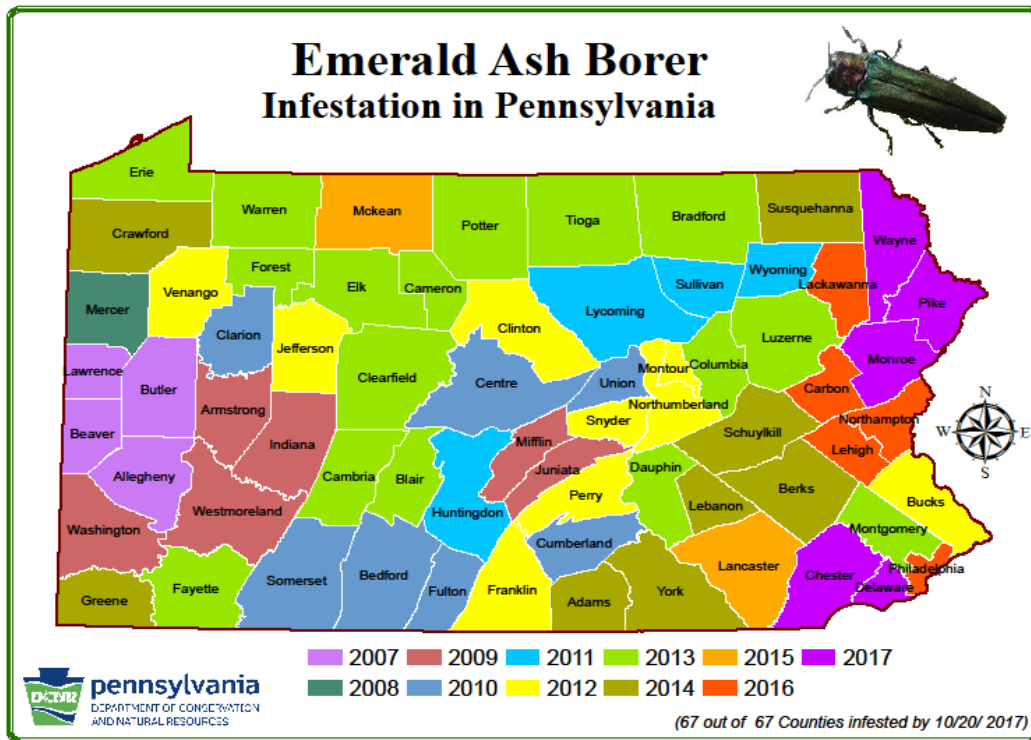 Emerald Ash Borer
Infestation in Pennsylvania
Erie
Warren
Mckean
Potter
Tioga
Bradford
Susquehanna
Wayne
Crawford
Forest
Elk
Cameron
Sullivan
Wyoming
Lackawanna
Pike
Mercer
Venango
Clarion
Jefferson
Clinton
Lycoming
Luzerne
Columbia
Monroe
Lawrence
Butler
Clearfield
Centre
Union
Montour
Carbon
Armstrong
Northumberland
Northampton
Snyder
Beaver
Indiana
Mifflin
Schuylkill
Lehigh
Allegheny
Cambria
Blair
Juniata
Dauphin
Berks
Perry
Lebanon
Bucks
Washington
Westmoreland
Huntingdon
Montgomery
Cumberland
Lancaster
Philadelphia
Greene
Fayette
Somerset
Bedford
Fulton
Franklin
Adams
York
Chester
Delaware
N
W E
S
2007 2009 2011 2013 2015 2017
2008 2010 2012 2014 2016
DCNR
pennsylvania
DEPARTMENT OF CONSERVATION
AND NATURAL RESOURCES
(67 out of 67 Counties infested by 10/20/ 2017)